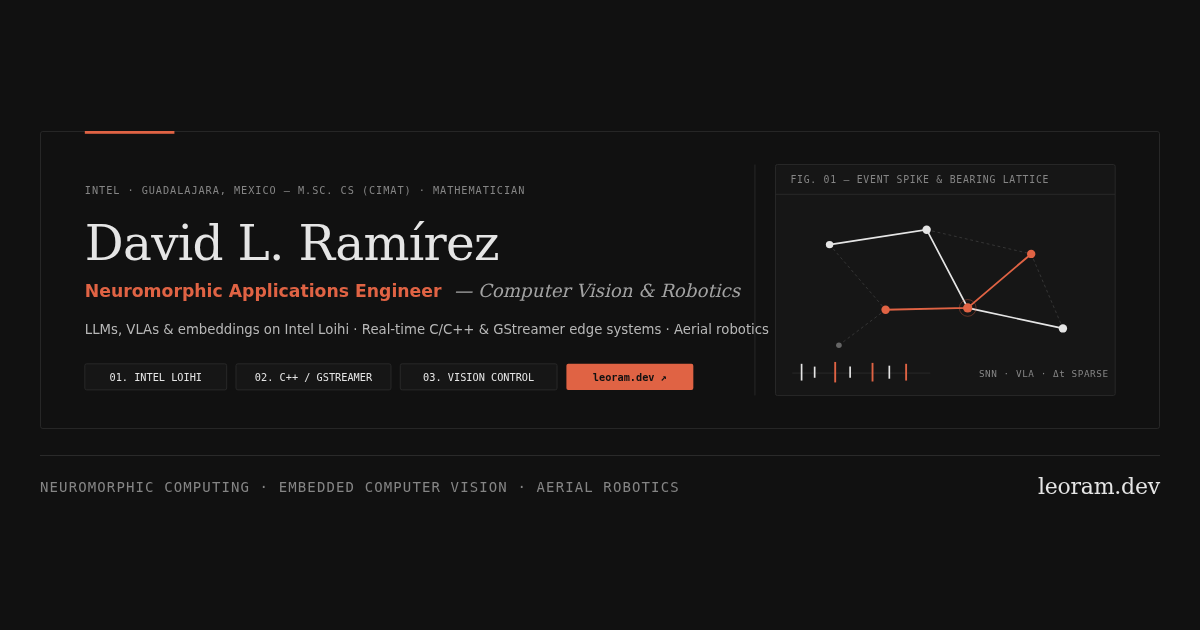 INTEL · GUADALAJARA, MEXICO — M.SC. CS (CIMAT) · MATHEMATICIAN
David L. Ramírez
Neuromorphic Applications Engineer — Computer Vision & Robotics
LLMs, VLAs & embeddings on Intel Loihi · Real-time C/C++ & GStreamer edge systems · Aerial robotics
01. INTEL LOIHI
02. C++ / GSTREAMER
03. VISION CONTROL
leoram.dev ↗
FIG. 01 — EVENT SPIKE & BEARING LATTICE
SNN · VLA · Δt SPARSE
NEUROMORPHIC COMPUTING · EMBEDDED COMPUTER VISION · AERIAL ROBOTICS
leoram.dev